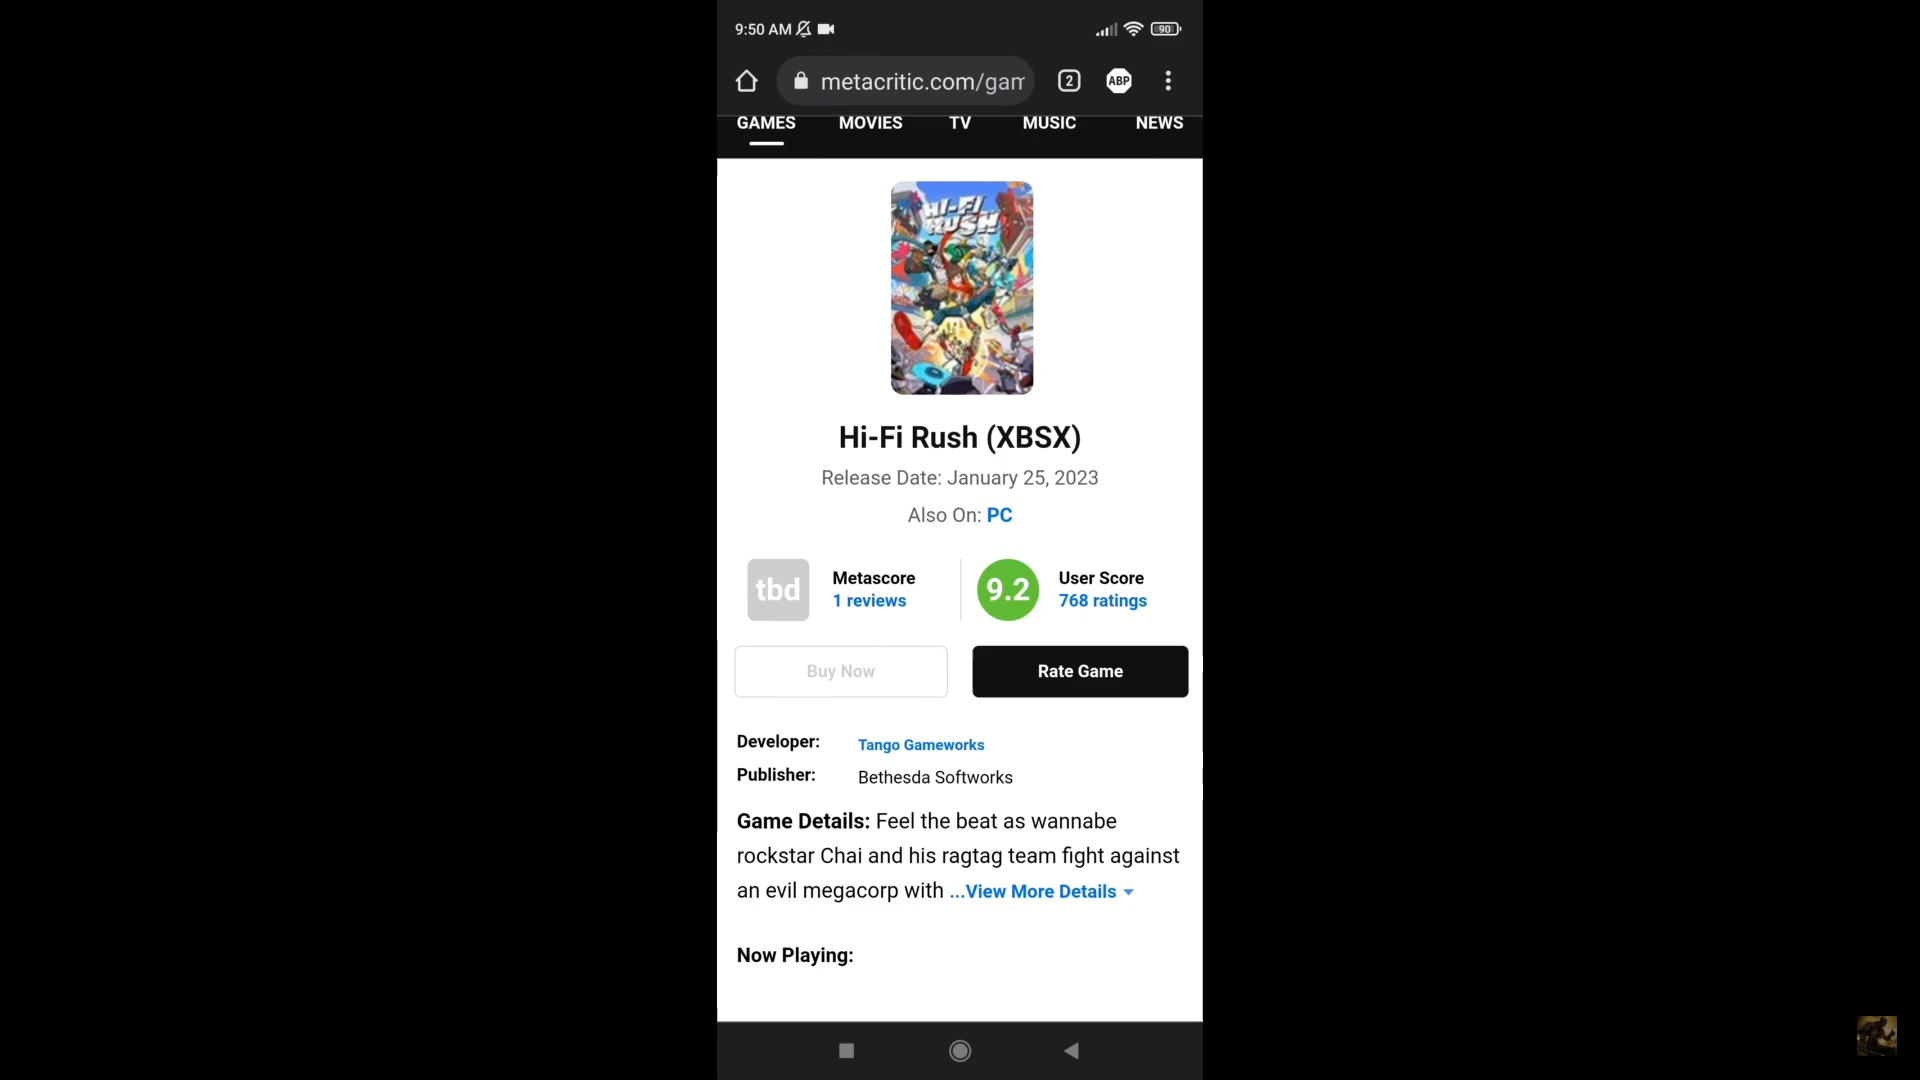 9:50 AM
90
metacritic.com/gam
2
ABP
GAMES MOVIES TV MUSIC NEWS
HI-FI
RUSH
Hi-Fi Rush (XBSX)
Release Date: January 25, 2023
Also On: PC
tbd
Metascore
1 reviews
9.2
User Score
768 ratings
Buy Now
Rate Game
Developer: Tango Gameworks
Publisher: Bethesda Softworks
Game Details: Feel the beat as wannabe
rockstar Chai and his ragtag team fight against
an evil megacorp with ...View More Details
Now Playing: